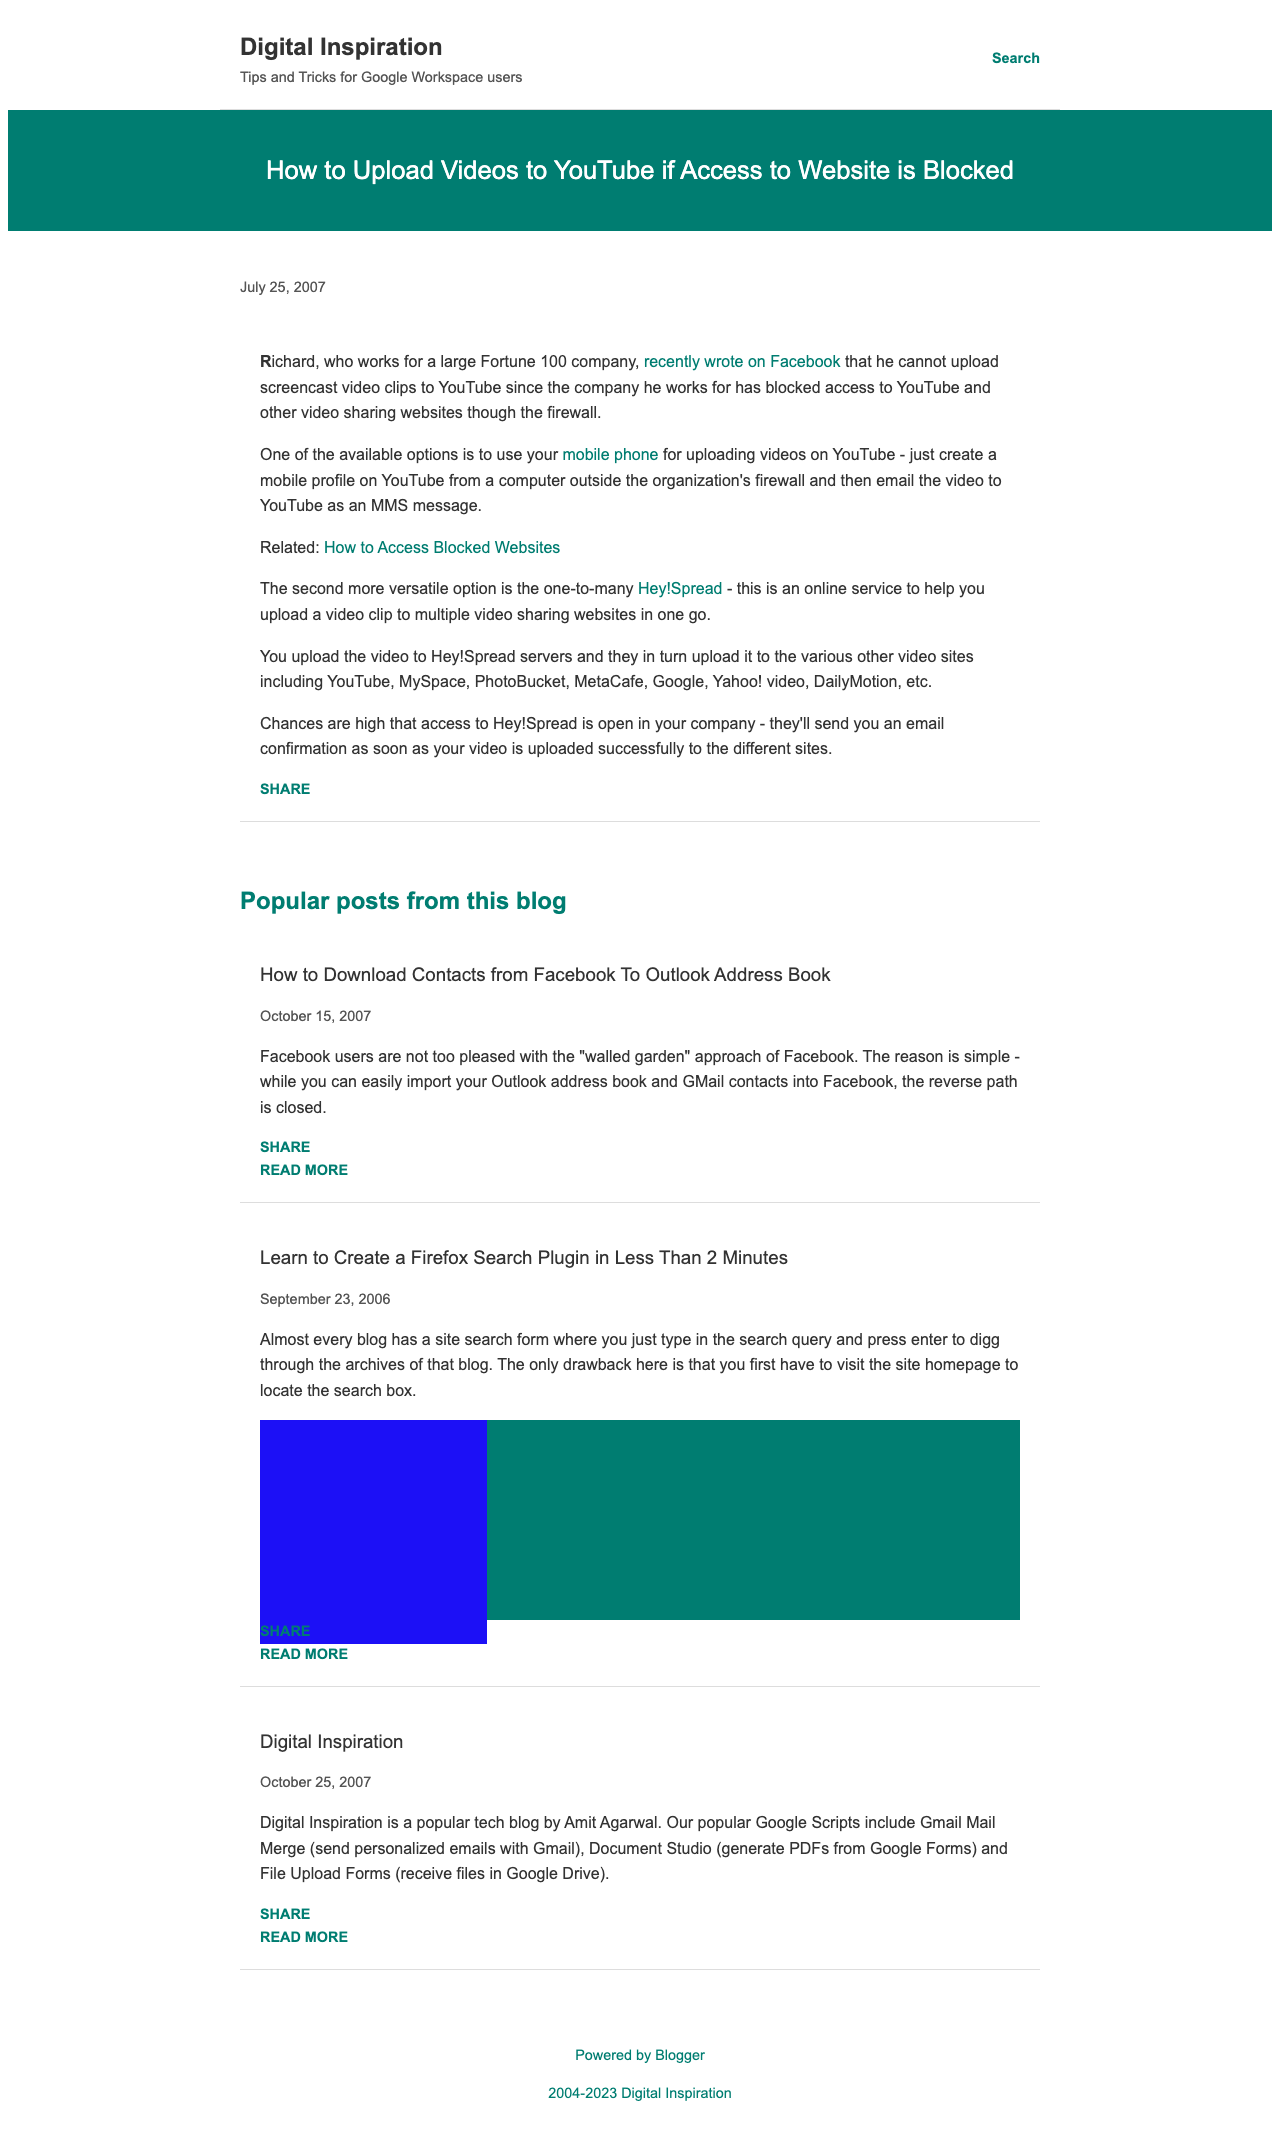 Digital Inspiration
Tips and Tricks for Google Workspace users
Search
How to Upload Videos to YouTube if Access to Website is Blocked
July 25, 2007
Richard, who works for a large Fortune 100 company, recently wrote on Facebook that he cannot upload
screencast video clips to YouTube since the company he works for has blocked access to YouTube and
other video sharing websites though the firewall.
One of the available options is to use your mobile phone for uploading videos on YouTube - just create a
mobile profile on YouTube from a computer outside the organization's firewall and then email the video to
YouTube as an MMS message.
Related: How to Access Blocked Websites
The second more versatile option is the one-to-many Hey!Spread - this is an online service to help you
upload a video clip to multiple video sharing websites in one go.
You upload the video to Hey!Spread servers and they in turn upload it to the various other video sites
including YouTube, MySpace, PhotoBucket, MetaCafe, Google, Yahoo! video, DailyMotion, etc.
Chances are high that access to Hey!Spread is open in your company - they'll send you an email
confirmation as soon as your video is uploaded successfully to the different sites.
SHARE
Popular posts from this blog
How to Download Contacts from Facebook To Outlook Address Book
October 15, 2007
Facebook users are not too pleased with the "walled garden" approach of Facebook. The reason is simple -
while you can easily import your Outlook address book and GMail contacts into Facebook, the reverse path
is closed.
SHARE
READ MORE
Learn to Create a Firefox Search Plugin in Less Than 2 Minutes
September 23, 2006
Almost every blog has a site search form where you just type in the search query and press enter to digg
through the archives of that blog. The only drawback here is that you first have to visit the site homepage to
locate the search box.
SHARE
READ MORE
Digital Inspiration
October 25, 2007
Digital Inspiration is a popular tech blog by Amit Agarwal. Our popular Google Scripts include Gmail Mail
Merge (send personalized emails with Gmail), Document Studio (generate PDFs from Google Forms) and
File Upload Forms (receive files in Google Drive).
SHARE
READ MORE
Powered by Blogger
2004-2023 Digital Inspiration